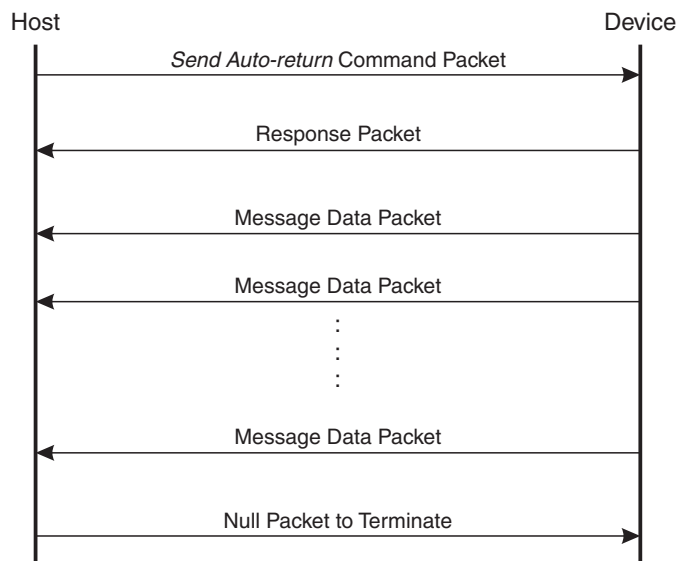 Host
Device
Send Auto-return Command Packet
Response Packet
Message Data Packet
Message Data Packet
Message Data Packet
Null Packet to Terminate